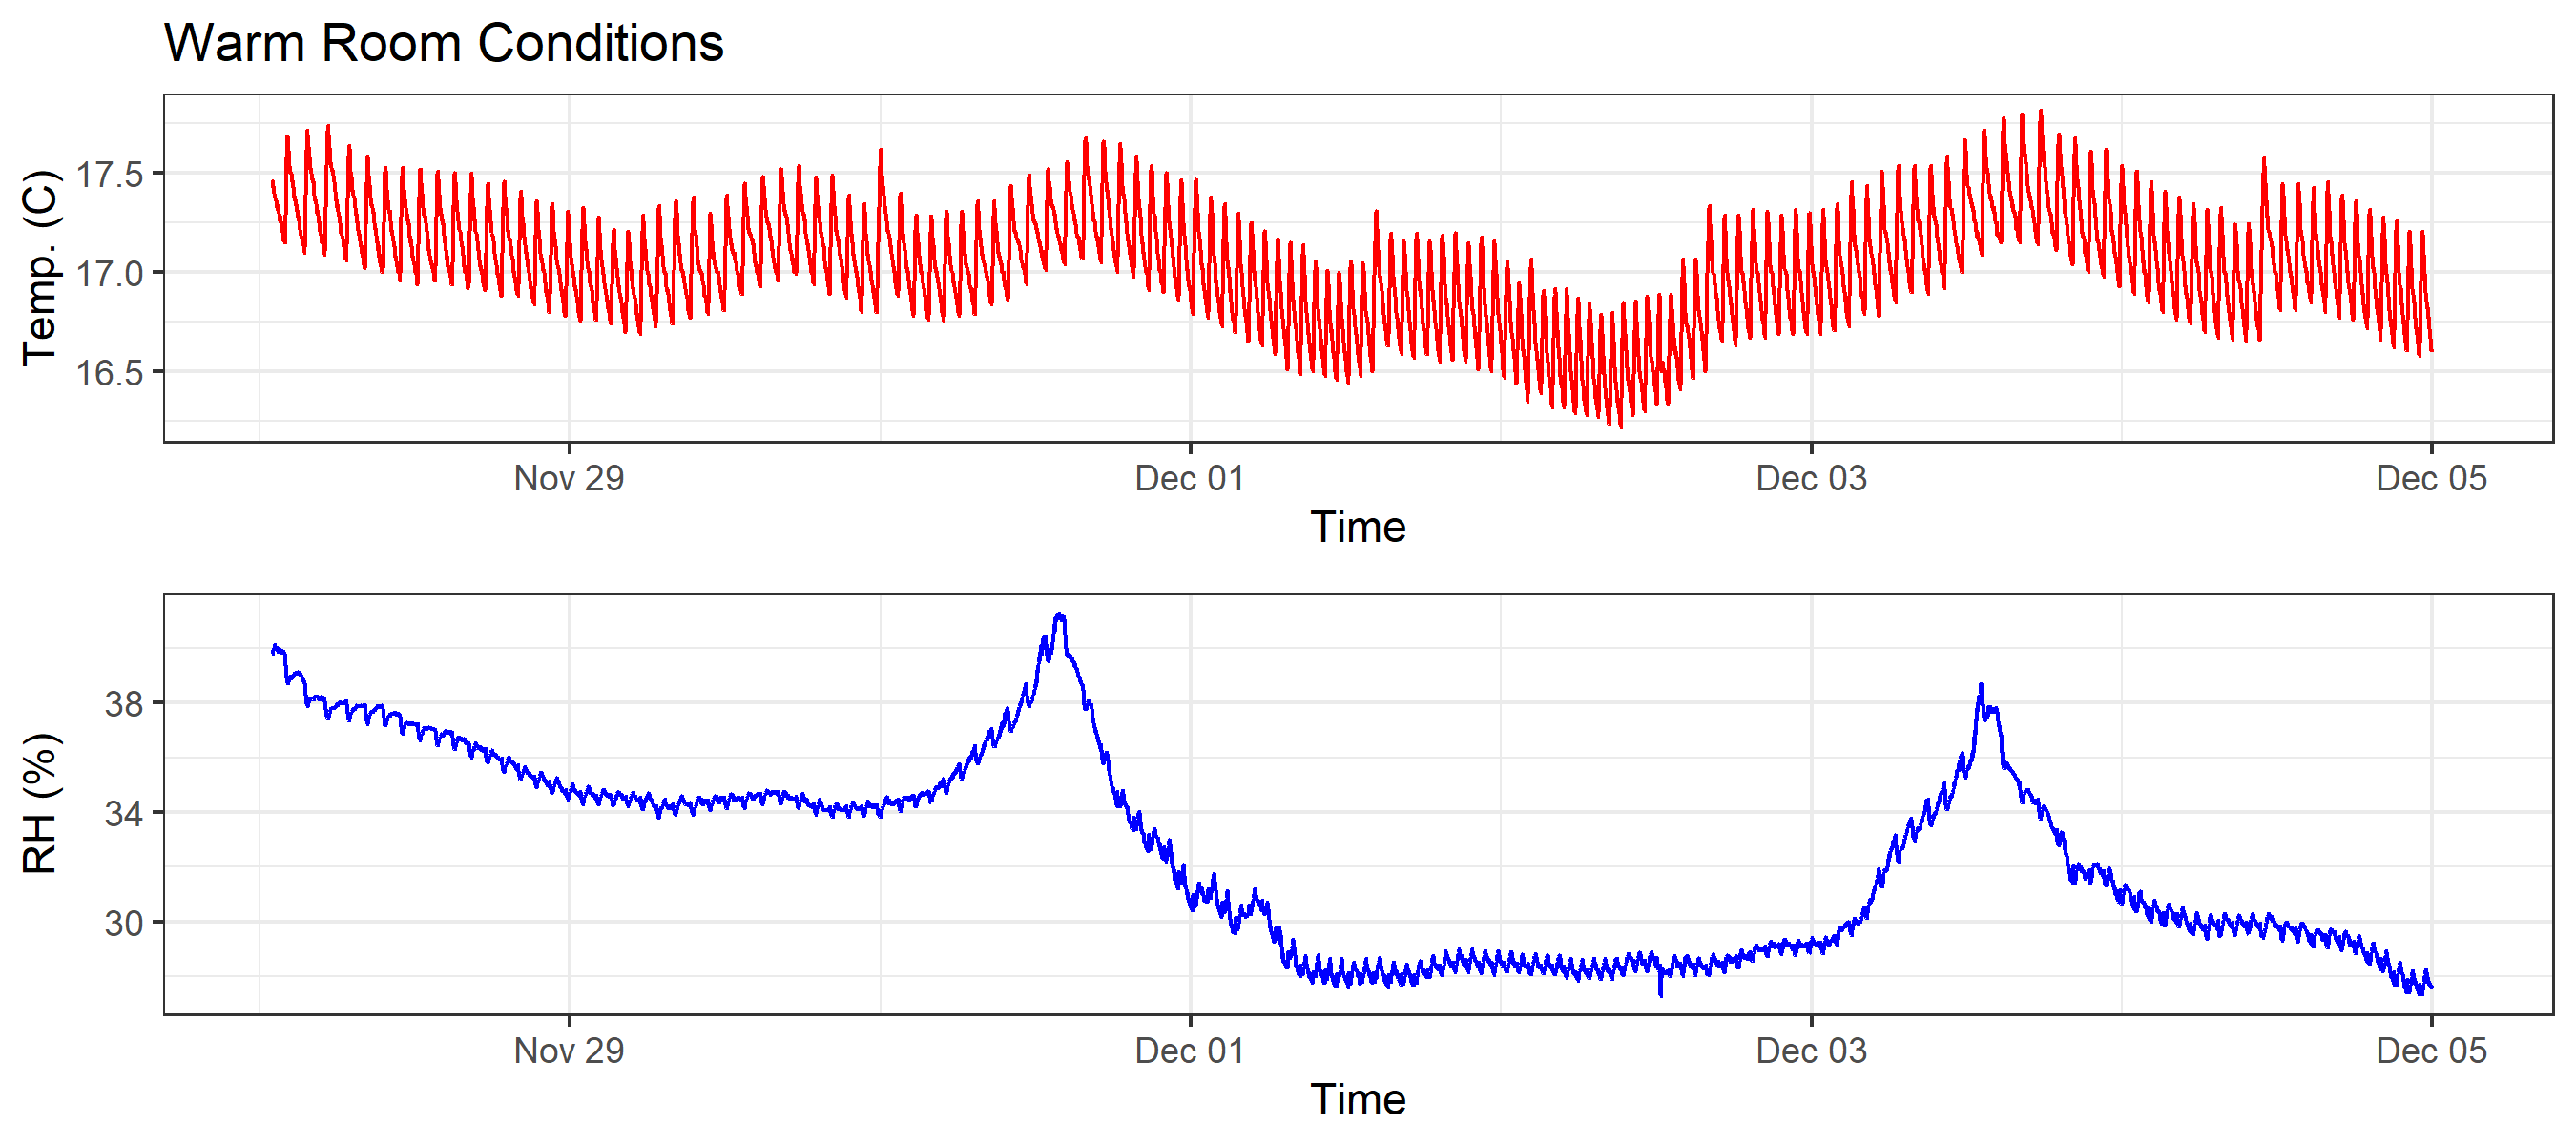 Warm Room Conditions
Temp. (C)
17.5
17.0
16.5
Nov 29 Dec 01 Dec 03 Dec 05
Time
RH (%)
38
34
30
Nov 29 Dec 01 Dec 03 Dec 05
Time